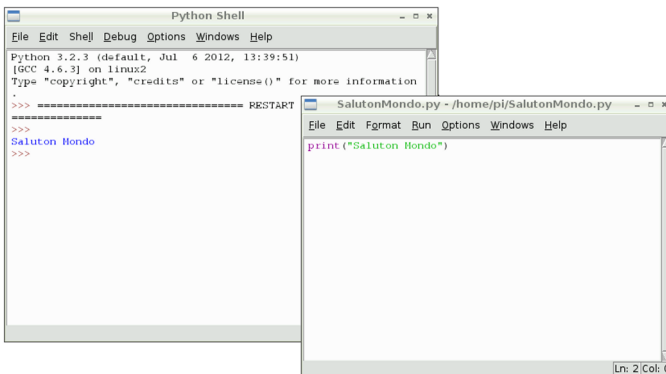 Python Shell
File Edit Shell Debug Options Windows Help
Python 3.2.3 (default, Jul  6 2012, 13:39:51)
[GCC 4.6.3] on linux2
Type "copyright", "credits" or "license()" for more information
.
>>> ================================ RESTART
==============
>>>
Saluton Mondo
>>>
SalutonMondo.py - /home/pi/SalutonMondo.py
File Edit Format Run Options Windows Help
print("Saluton Mondo")
Ln: 2 Col: